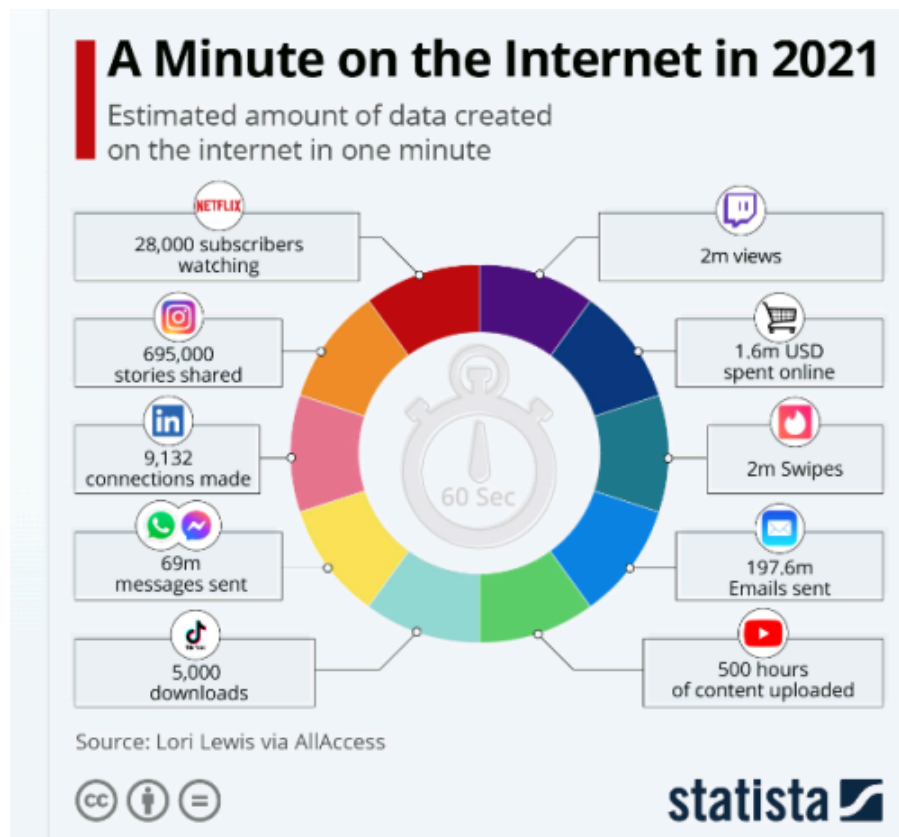 A Minute on the Internet in 2021
Estimated amount of data created
on the internet in one minute
NETFLIX
28,000 subscribers
watching
2m views
695,000
stories shared
1.6m USD
spent online
in
9,132
connections made
2m Swipes
69m
messages sent
197.6m
Emails sent
5,000
downloads
500 hours
of content uploaded
60 Sec
Source: Lori Lewis via AllAccess
cc
statista